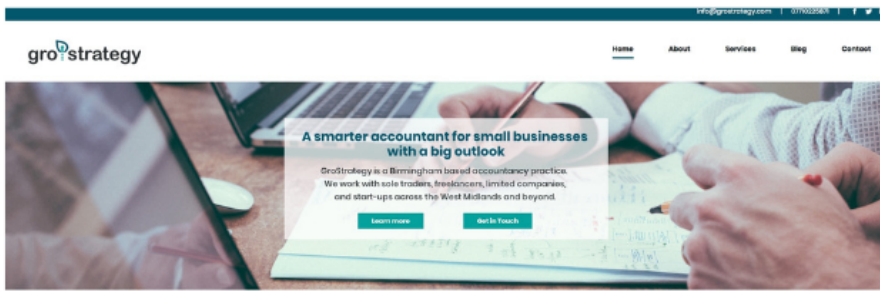 info@grostrategy.com |
gro strategy
Home About Services Blog Contact
A smarter accountant for small businesses
with a big outlook
GroStrategy is a Birmingham based accountancy practice.
We work with sole traders, freelancers, limited companies,
and start-ups across the West Midlands and beyond.
Learn more Get in Touch